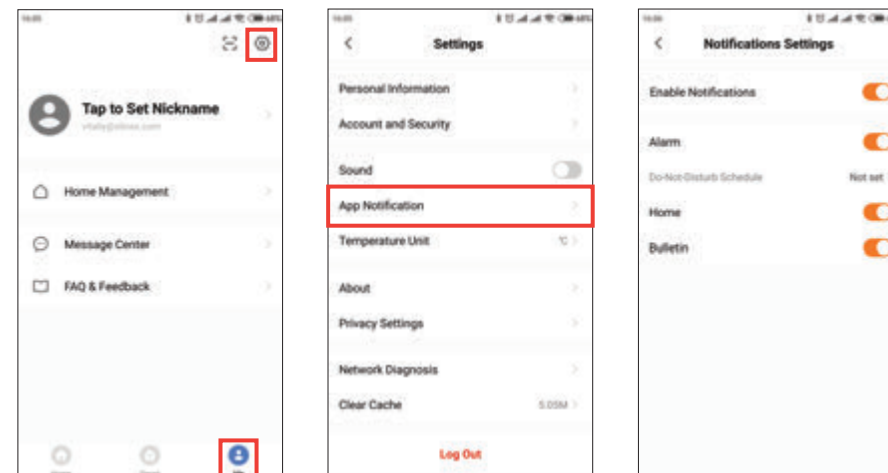 Tap to Set Nickname
Home Management
Message Center
FAQ & Feedback
Settings
Personal Information
Account and Security
Sound
App Notification
Temperature Unit °C
About
Privacy Settings
Network Diagnosis
Clear Cache 5.05M
Log Out
Notifications Settings
Enable Notifications
Alarm
Do-Not-Disturb Schedule Not set
Home
Bulletin